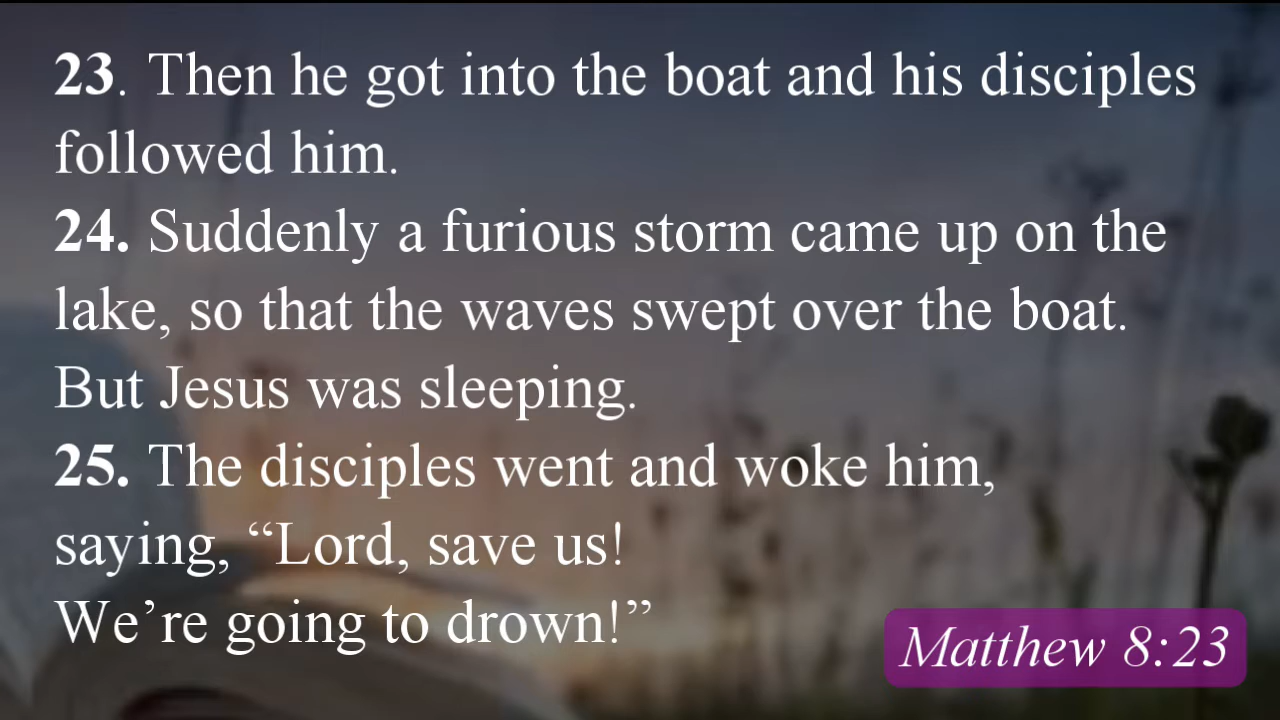 23. Then he got into the boat and his disciples
followed him.
24. Suddenly a furious storm came up on the
lake, so that the waves swept over the boat.
But Jesus was sleeping.
25. The disciples went and woke him,
saying, “Lord, save us!
We’re going to drown!”
Matthew 8:23